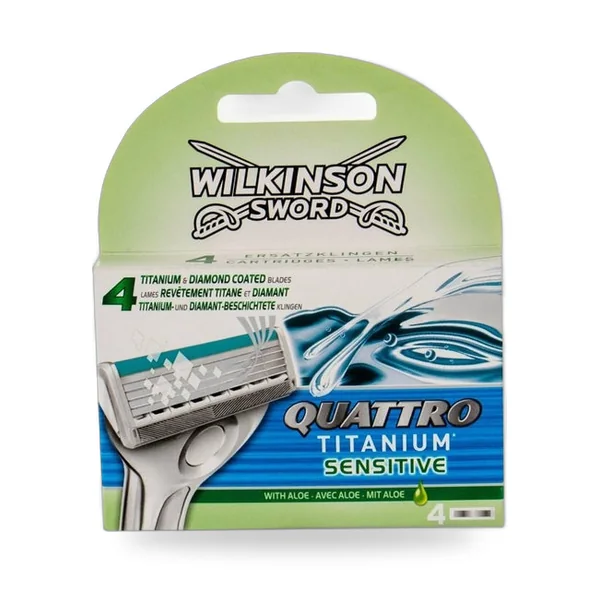 WILKINSON
SWORD
4 ERSATZKLINGEN
CARTRIDGES • LAMES
4 TITANIUM & DIAMOND COATED BLADES
LAMES REVÊTEMENT TITANE ET DIAMANT
TITANIUM- UND DIAMANT-BESCHICHTETE KLINGEN
QUATTRO
TITANIUM
SENSITIVE
WITH ALOE - AVEC ALOE - MIT ALOE
4